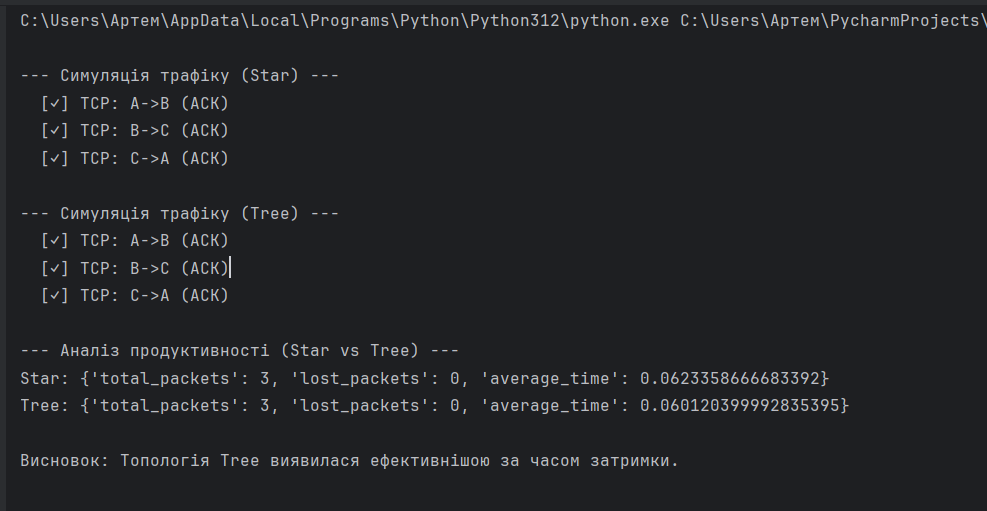 C:\Users\Артем\AppData\Local\Programs\Python\Python312\python.exe C:\Users\Артем\PycharmProjects\
--- Симуляція трафіку (Star) ---
[✓] TCP: A->B (ACK)
[✓] TCP: B->C (ACK)
[✓] TCP: C->A (ACK)
--- Симуляція трафіку (Tree) ---
[✓] TCP: A->B (ACK)
[✓] TCP: B->C (ACK)
[✓] TCP: C->A (ACK)
--- Аналіз продуктивності (Star vs Tree) ---
Star: {'total_packets': 3, 'lost_packets': 0, 'average_time': 0.0623358666683392}
Tree: {'total_packets': 3, 'lost_packets': 0, 'average_time': 0.060120399992835395}
Висновок: Топологія Tree виявилася ефективнішою за часом затримки.